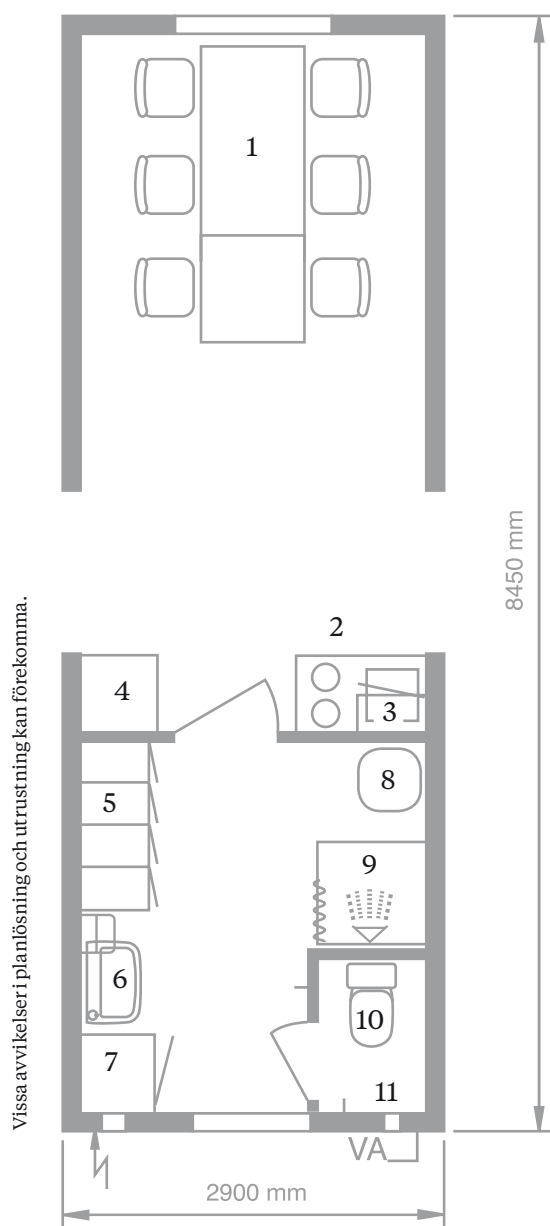 1
2
3
4
5
6
7
8
9
10
11
VA
2900 mm
8450 mm
Vissa avvikelser i planlösning och utrustning kan förekomma.